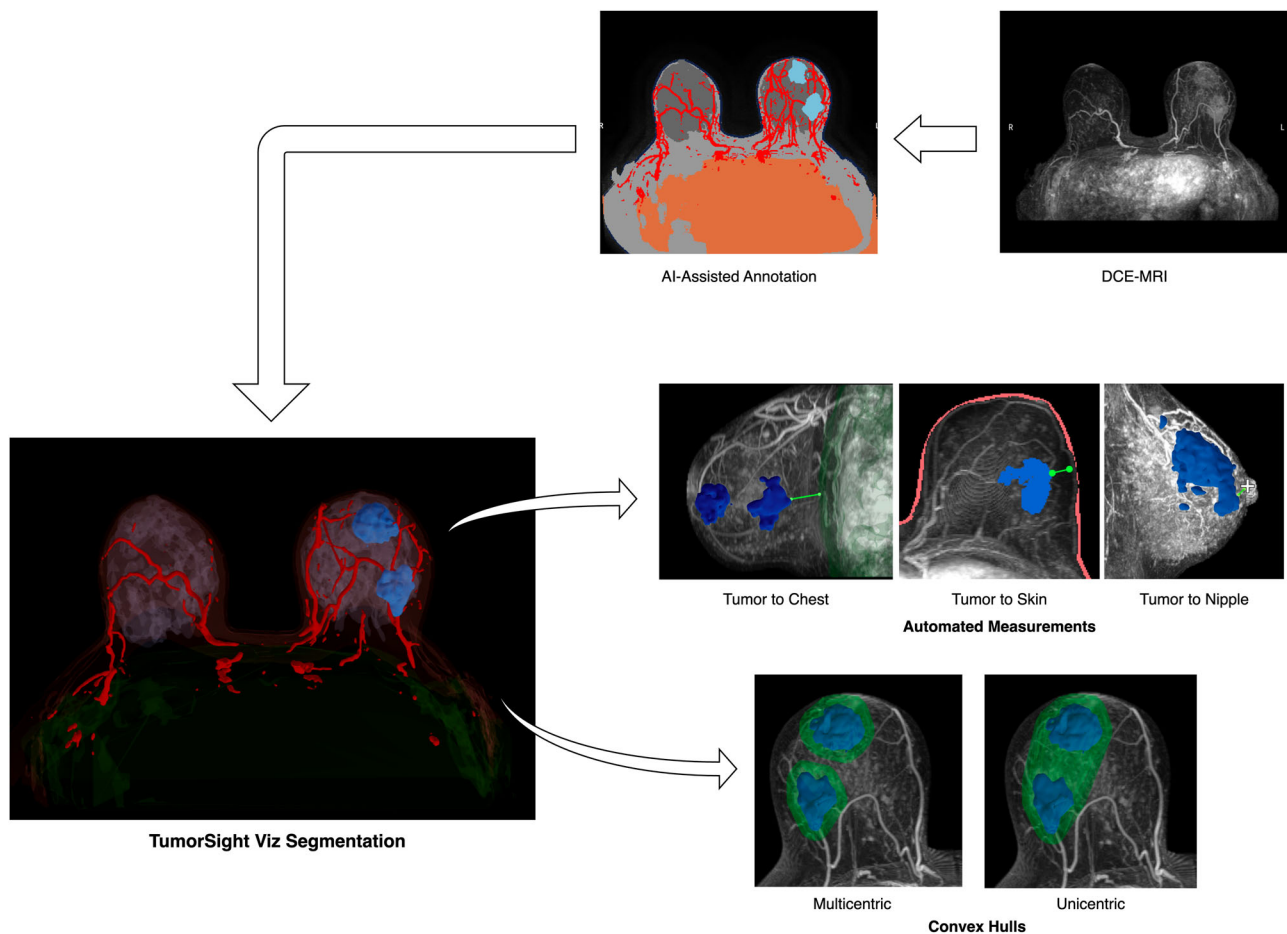 R
L
R
L
AI-Assisted Annotation
DCE-MRI
Tumor to Chest
Tumor to Skin
Tumor to Nipple
Automated Measurements
TumorSight Viz Segmentation
Multicentric
Unicentric
Convex Hulls